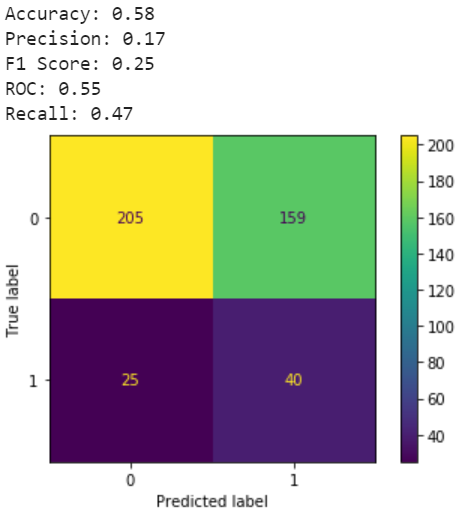 Accuracy: 0.58
Precision: 0.17
F1 Score: 0.25
ROC: 0.55
Recall: 0.47
True label
0
205
159
1
25
40
0
1
Predicted label
200
180
160
140
120
100
80
60
40